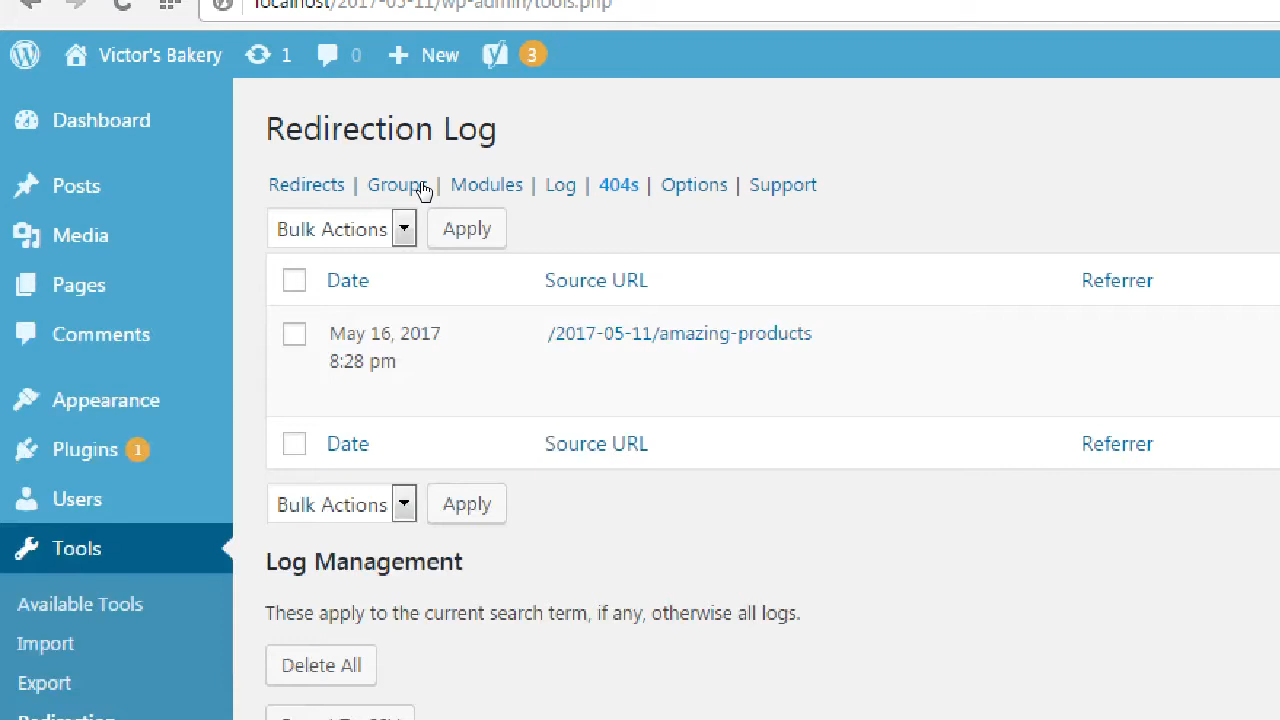 localhost/2017-05-11/wp-admin/tools.php
Victor's Bakery 1 0 New 3
Dashboard
Posts
Media
Pages
Comments
Appearance
Plugins 1
Users
Tools
Available Tools
Import
Export
Redirection
Redirection Log
Redirects | Groups | Modules | Log | 404s | Options | Support
Bulk Actions Apply
Date Source URL Referrer
May 16, 2017 /2017-05-11/amazing-products
8:28 pm
Date Source URL Referrer
Bulk Actions Apply
Log Management
These apply to the current search term, if any, otherwise all logs.
Delete All